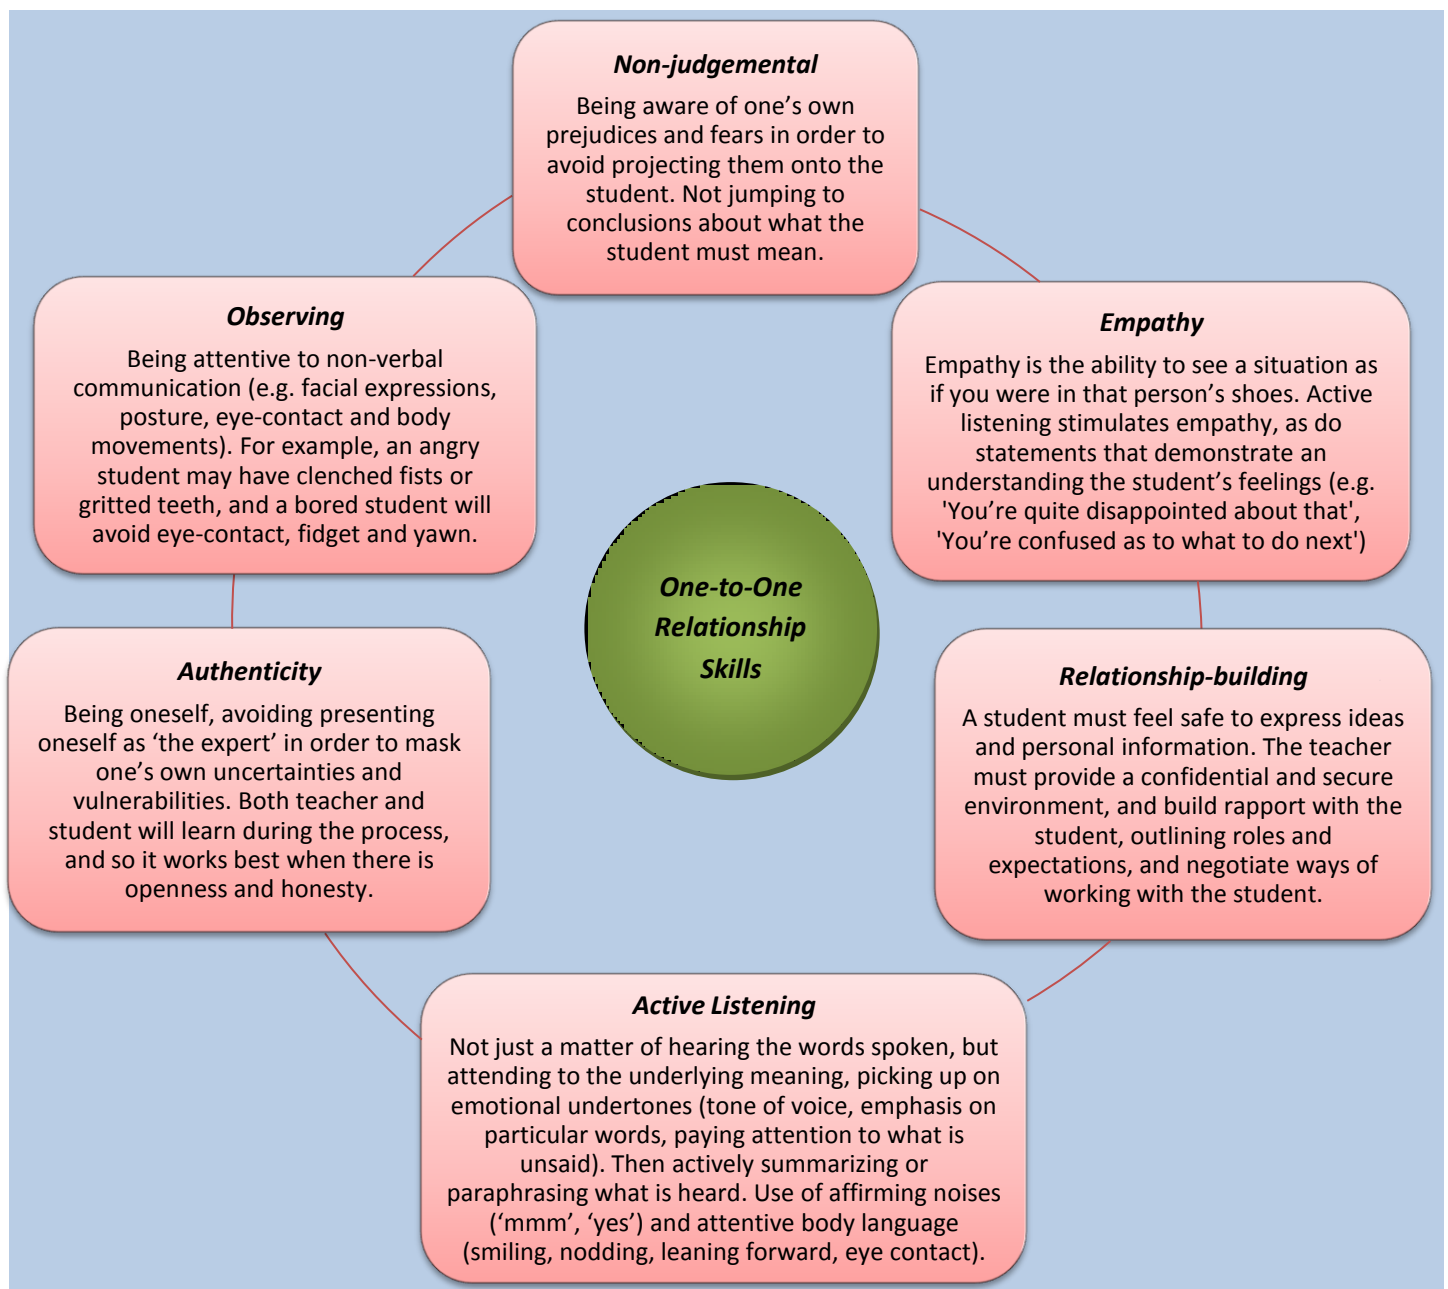 Non-judgemental
Being aware of one’s own
prejudices and fears in order to
avoid projecting them onto the
student. Not jumping to
conclusions about what the
student must mean.
Observing
Being attentive to non-verbal
communication (e.g. facial expressions,
posture, eye-contact and body
movements). For example, an angry
student may have clenched fists or
gritted teeth, and a bored student will
avoid eye-contact, fidget and yawn.
Empathy
Empathy is the ability to see a situation as
if you were in that person’s shoes. Active
listening stimulates empathy, as do
statements that demonstrate an
understanding the student’s feelings (e.g.
'You’re quite disappointed about that',
'You’re confused as to what to do next')
One-to-One
Relationship
Skills
Authenticity
Being oneself, avoiding presenting
oneself as ‘the expert’ in order to mask
one’s own uncertainties and
vulnerabilities. Both teacher and
student will learn during the process,
and so it works best when there is
openness and honesty.
Relationship-building
A student must feel safe to express ideas
and personal information. The teacher
must provide a confidential and secure
environment, and build rapport with the
student, outlining roles and
expectations, and negotiate ways of
working with the student.
Active Listening
Not just a matter of hearing the words spoken, but
attending to the underlying meaning, picking up on
emotional undertones (tone of voice, emphasis on
particular words, paying attention to what is
unsaid). Then actively summarizing or
paraphrasing what is heard. Use of affirming noises
(‘mmm’, ‘yes’) and attentive body language
(smiling, nodding, leaning forward, eye contact).